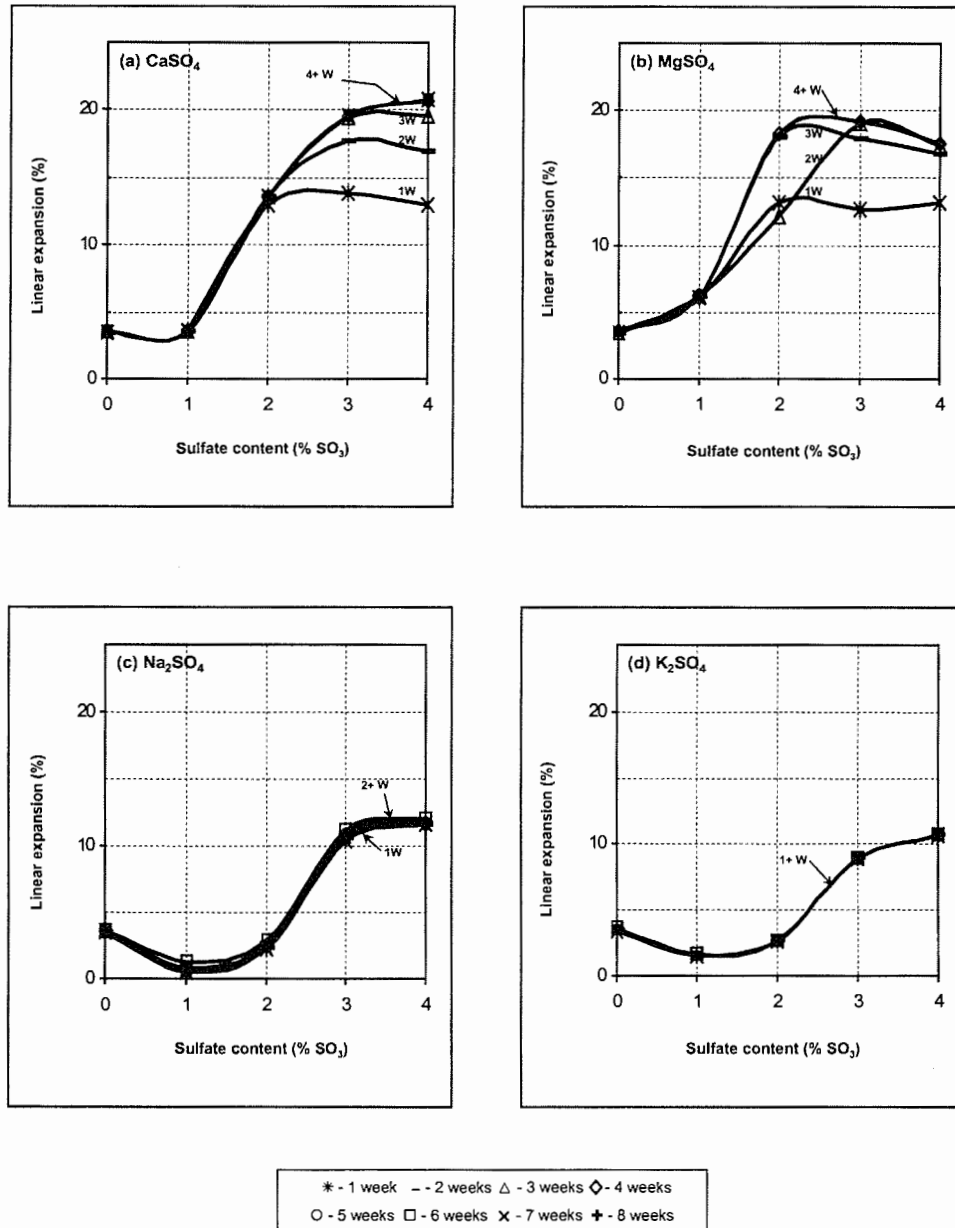 (a) CaSO₄
4+ W
3W
2W
1W
20
10
0
Linear expansion (%)
0 1 2 3 4
Sulfate content (% SO₃)
(b) MgSO₄
4+ W
3W
2W
1W
20
10
0
Linear expansion (%)
0 1 2 3 4
Sulfate content (% SO₃)
(c) Na₂SO₄
2+ W
1W
20
10
0
Linear expansion (%)
0 1 2 3 4
Sulfate content (% SO₃)
(d) K₂SO₄
1+ W
20
10
0
Linear expansion (%)
0 1 2 3 4
Sulfate content (% SO₃)
- 1 week - 2 weeks - 3 weeks - 4 weeks
- 5 weeks - 6 weeks - 7 weeks - 8 weeks